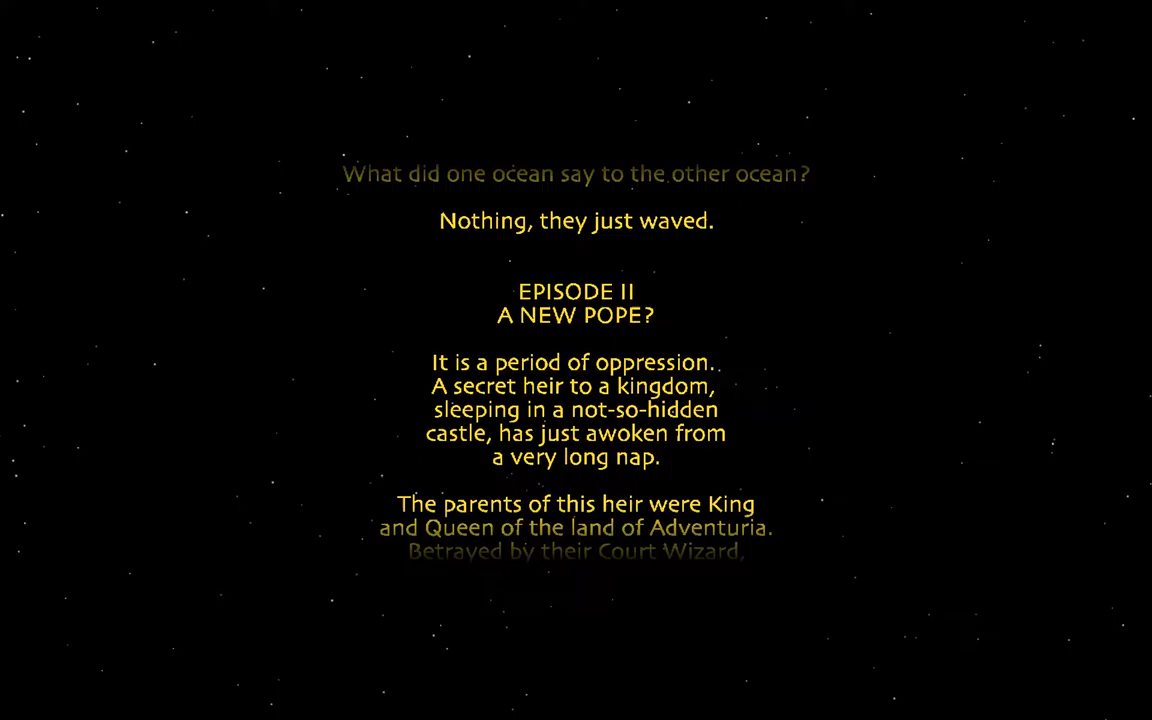 What did one ocean say to the other ocean?
Nothing, they just waved.
EPISODE II
A NEW POPE?
It is a period of oppression.
A secret heir to a kingdom,
sleeping in a not-so-hidden
castle, has just awoken from
a very long nap.
The parents of this heir were King
and Queen of the land of Adventuria.
Betrayed by their Court Wizard,